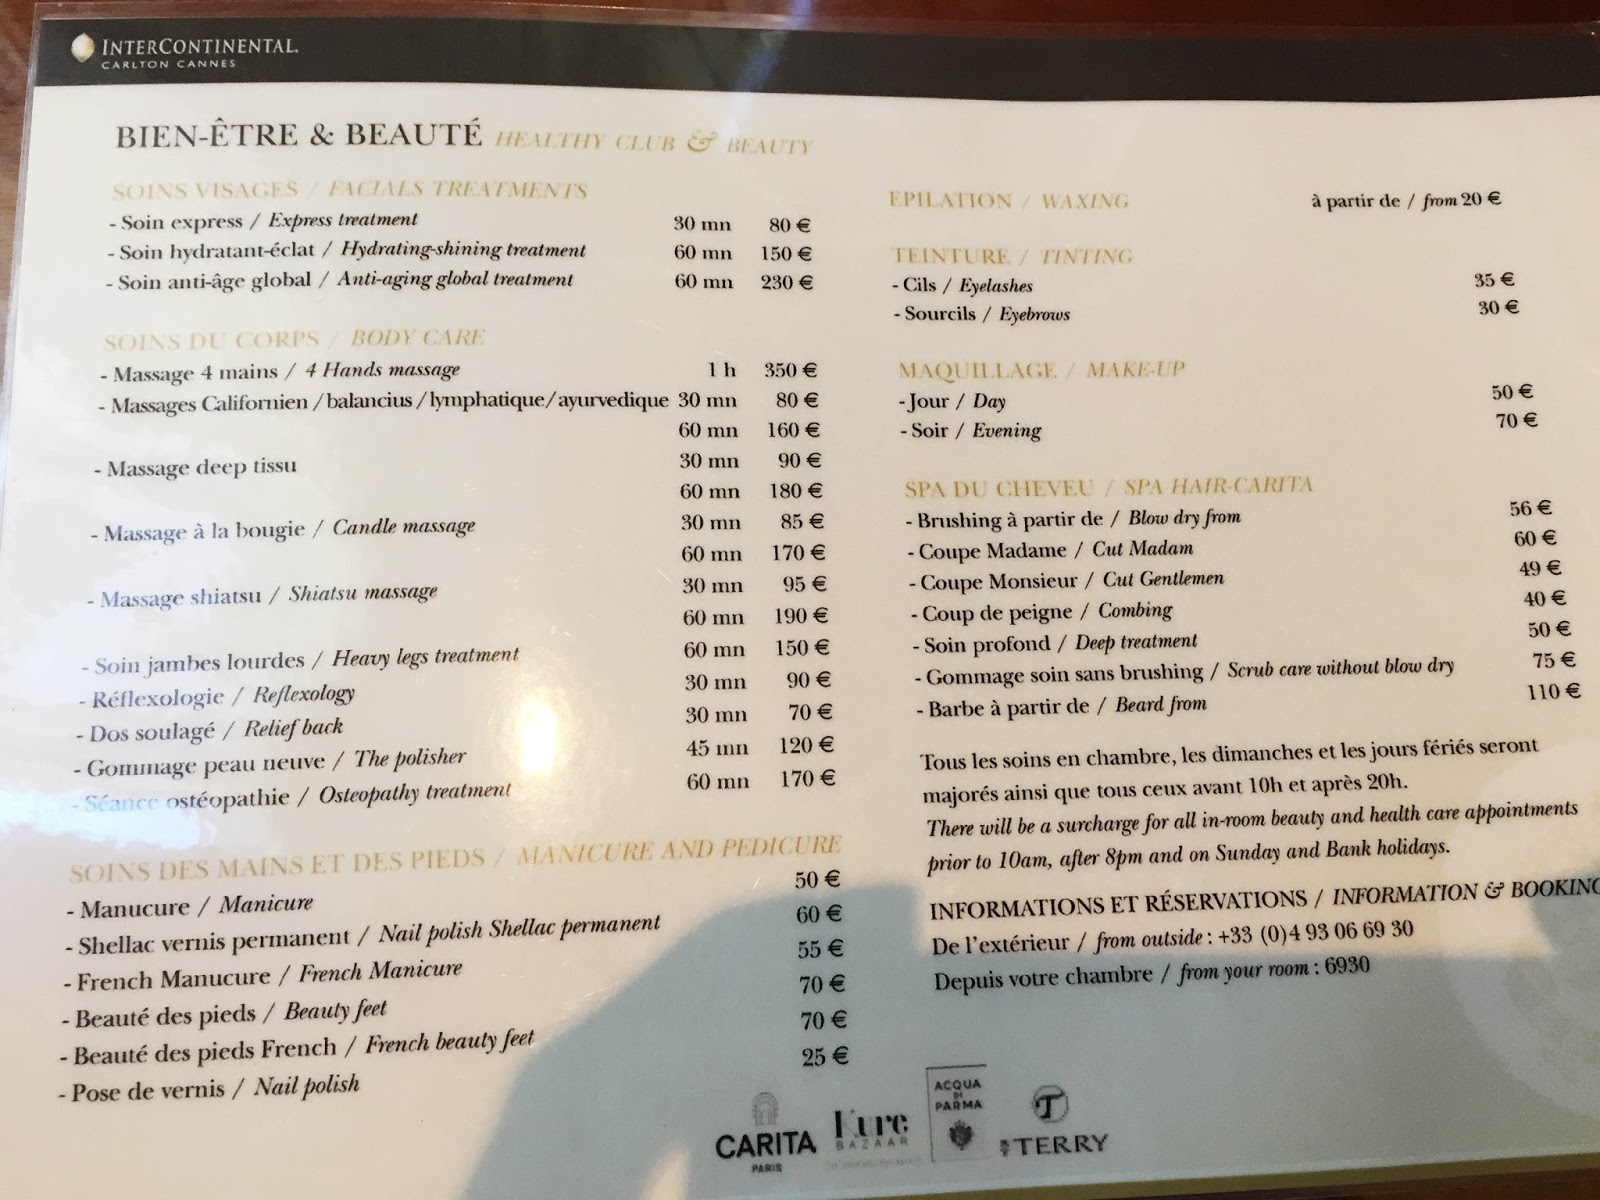 INTERCONTINENTAL.
CARLTON CANNES
BIEN-ÊTRE & BEAUTÉ HEALTHY CLUB & BEAUTY
SOINS VISAGES / FACIALS TREATMENTS
- Soin express / Express treatment 30 mn 80 €
- Soin hydratant-éclat / Hydrating-shining treatment 60 mn 150 €
- Soin anti-âge global / Anti-aging global treatment 60 mn 230 €
SOINS DU CORPS / BODY CARE
- Massage 4 mains / 4 Hands massage 1 h 350 €
- Massages Californien / balancius / lymphatique / ayurvedique 30 mn 80 €
60 mn 160 €
- Massage deep tissu 30 mn 90 €
60 mn 180 €
- Massage à la bougie / Candle massage 30 mn 85 €
60 mn 170 €
- Massage shiatsu / Shiatsu massage 30 mn 95 €
60 mn 190 €
- Soin jambes lourdes / Heavy legs treatment 60 mn 150 €
- Réflexologie / Reflexology 30 mn 90 €
- Dos soulagé / Relief back 30 mn 70 €
- Gommage peau neuve / The polisher 45 mn 120 €
- Séance ostéopathie / Osteopathy treatment 60 mn 170 €
SOINS DES MAINS ET DES PIEDS / MANICURE AND PEDICURE
- Manucure / Manicure 50 €
- Shellac vernis permanent / Nail polish Shellac permanent 60 €
- French Manucure / French Manicure 55 €
- Beauté des pieds / Beauty feet 70 €
- Beauté des pieds French / French beauty feet 70 €
- Pose de vernis / Nail polish 25 €
EPILATION / WAXING à partir de / from 20 €
TEINTURE / TINTING
- Cils / Eyelashes 35 €
- Sourcils / Eyebrows 30 €
MAQUILLAGE / MAKE-UP
- Jour / Day 50 €
- Soir / Evening 70 €
SPA DU CHEVEU / SPA HAIR-CARITA
- Brushing à partir de / Blow dry from 56 €
- Coupe Madame / Cut Madam 60 €
- Coupe Monsieur / Cut Gentlemen 49 €
- Coup de peigne / Combing 40 €
- Soin profond / Deep treatment 50 €
- Gommage soin sans brushing / Scrub care without blow dry 75 €
- Barbe à partir de / Beard from 110 €
Tous les soins en chambre, les dimanches et les jours fériés seront
majorés ainsi que tous ceux avant 10h et après 20h.
There will be a surcharge for all in-room beauty and health care appointments
prior to 10am, after 8pm and on Sunday and Bank holidays.
INFORMATIONS ET RÉSERVATIONS / INFORMATION & BOOKING
De l'extérieur / from outside : +33 (0)4 93 06 69 30
Depuis votre chambre / from your room : 6930
CARITA
PARIS
Kure
BAZAAR
ACQUA
DI
PARMA
T
BY TERRY